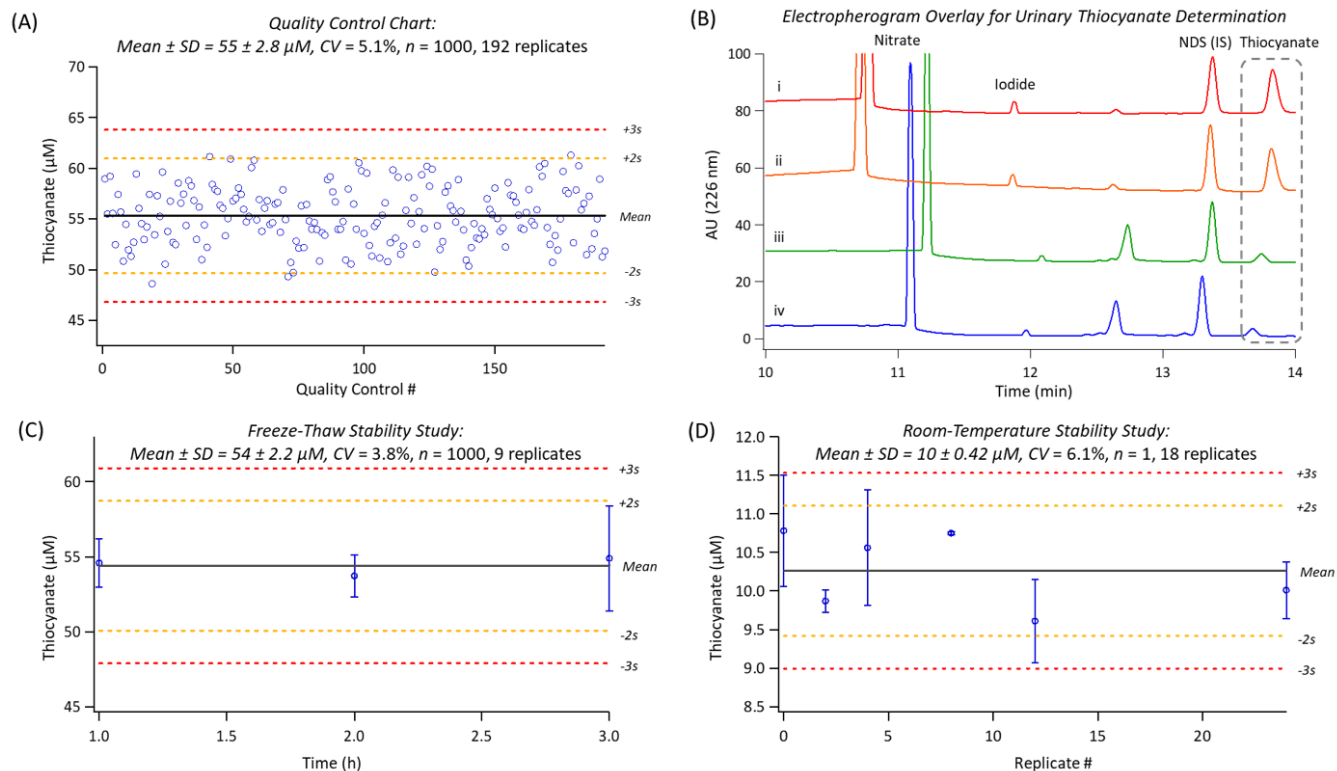 (A)
Quality Control Chart:
Mean ± SD = 55 ± 2.8 µM, CV = 5.1%, n = 1000, 192 replicates
70
65
60
55
50
45
Thiocyanate (µM)
+3s
+2s
Mean
-2s
-3s
0
50
100
150
Quality Control #
(B)
Electropherogram Overlay for Urinary Thiocyanate Determination
100
80
60
40
20
0
AU (226 nm)
Nitrate
Iodide
NDS (IS)
Thiocyanate
i
ii
iii
iv
10
11
12
13
14
Time (min)
(C)
Freeze-Thaw Stability Study:
Mean ± SD = 54 ± 2.2 µM, CV = 3.8%, n = 1000, 9 replicates
60
55
50
45
Thiocyanate (µM)
+3s
+2s
Mean
-2s
-3s
1.0
1.5
2.0
2.5
3.0
Time (h)
(D)
Room-Temperature Stability Study:
Mean ± SD = 10 ± 0.42 µM, CV = 6.1%, n = 1, 18 replicates
12.0
11.5
11.0
10.5
10.0
9.5
9.0
8.5
Thiocyanate (µM)
+3s
+2s
Mean
-2s
-3s
0
5
10
15
20
Replicate #